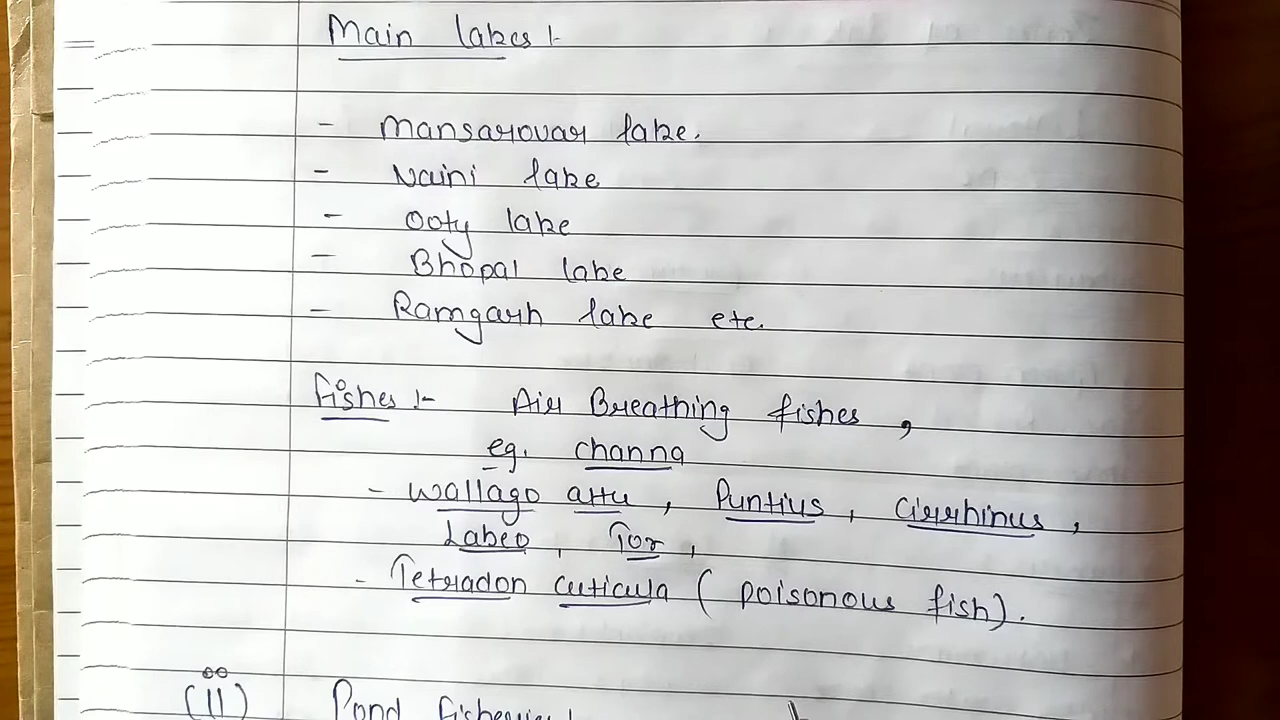 Main lakes :-
- Mansarovar lake.
- Naini lake
- Ooty lake
- Bhopal lake
- Ramgarh lake etc.
Fishes :- Air Breathing fishes,
eg. channa
- wallago attu, Puntius, Cirrhinus,
Labeo, Tor,
- Tetradon cuticula (poisonous fish).
(ii) Pond fisheries :-